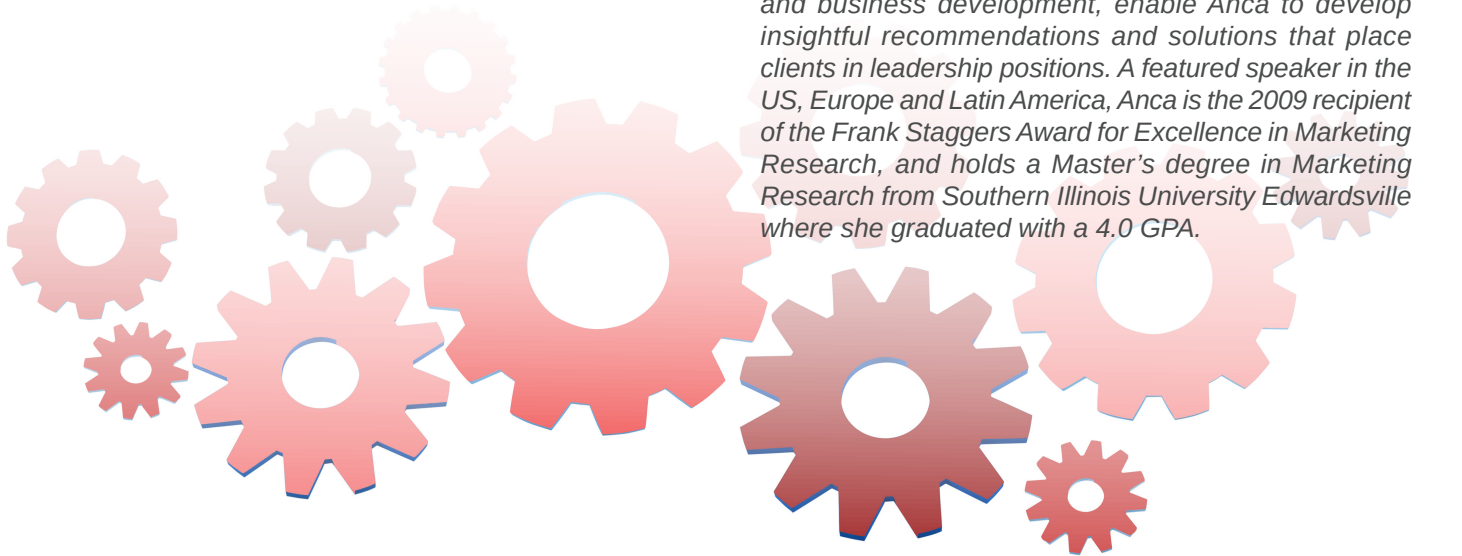 and business development, enable Anca to develop
insightful recommendations and solutions that place
clients in leadership positions. A featured speaker in the
US, Europe and Latin America, Anca is the 2009 recipient
of the Frank Staggers Award for Excellence in Marketing
Research, and holds a Master’s degree in Marketing
Research from Southern Illinois University Edwardsville
where she graduated with a 4.0 GPA.